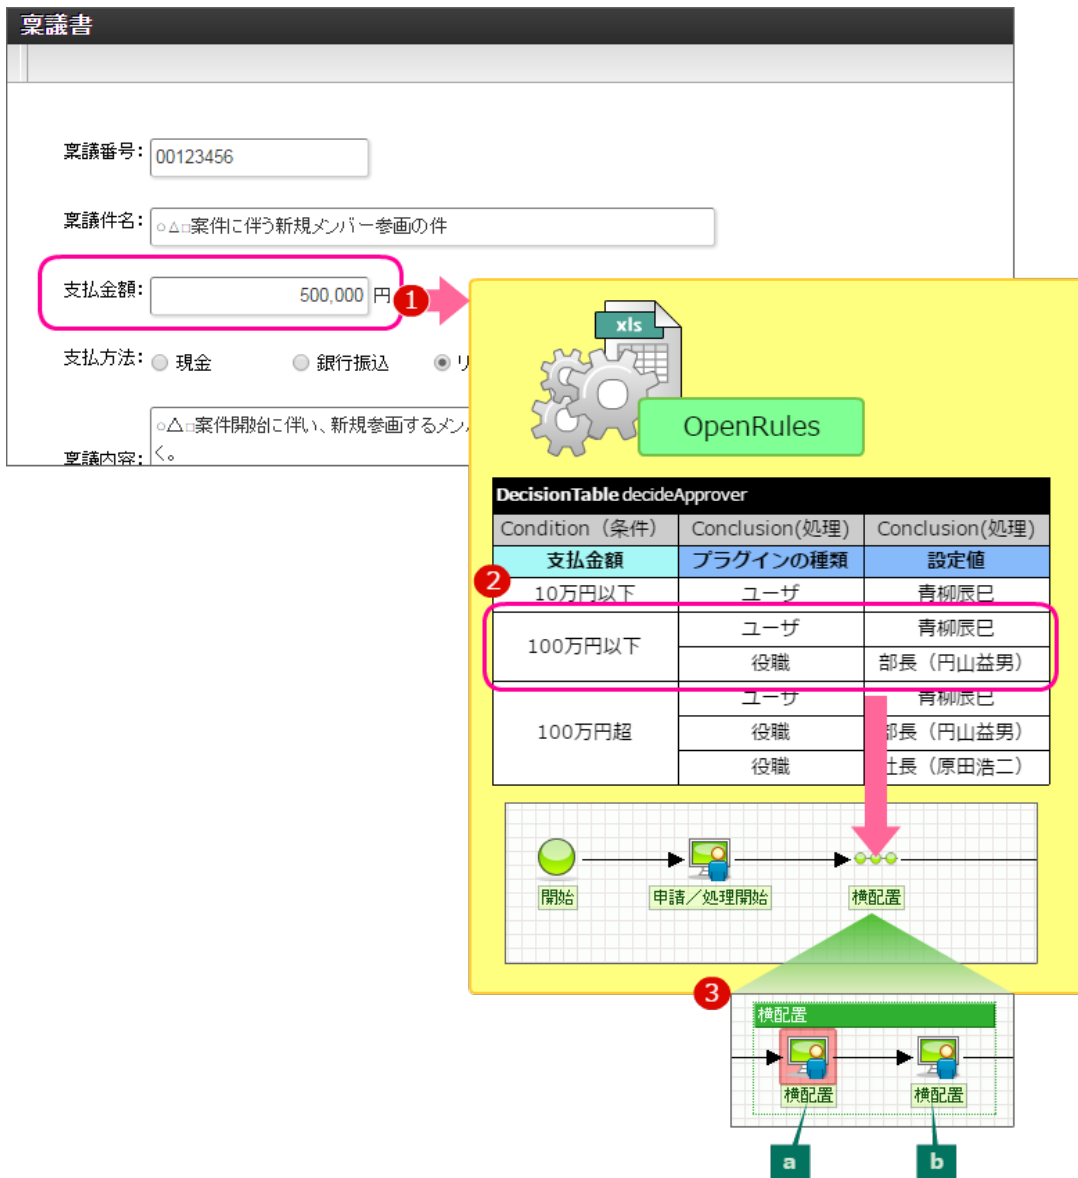 稟議書
稟議番号: 00123456
稟議件名: ○△□案件に伴う新規メンバー参画の件
支払金額: 500,000 円
1
支払方法: 現金 銀行振込 リ
稟議内容: ○△□案件開始に伴い、新規参画するメン
く。
xls
OpenRules
DecisionTable decideApprover
Condition（条件） Conclusion(処理) Conclusion(処理)
支払金額 プラグインの種類 設定値
2
10万円以下 ユーザ 青柳辰巳
100万円以下 ユーザ 青柳辰巳
役職 部長（円山益男）
100万円超 ユーザ 青柳辰巳
役職 部長（円山益男）
役職 社長（原田浩二）
開始 申請／処理開始 横配置
3
横配置
横配置 横配置
a b